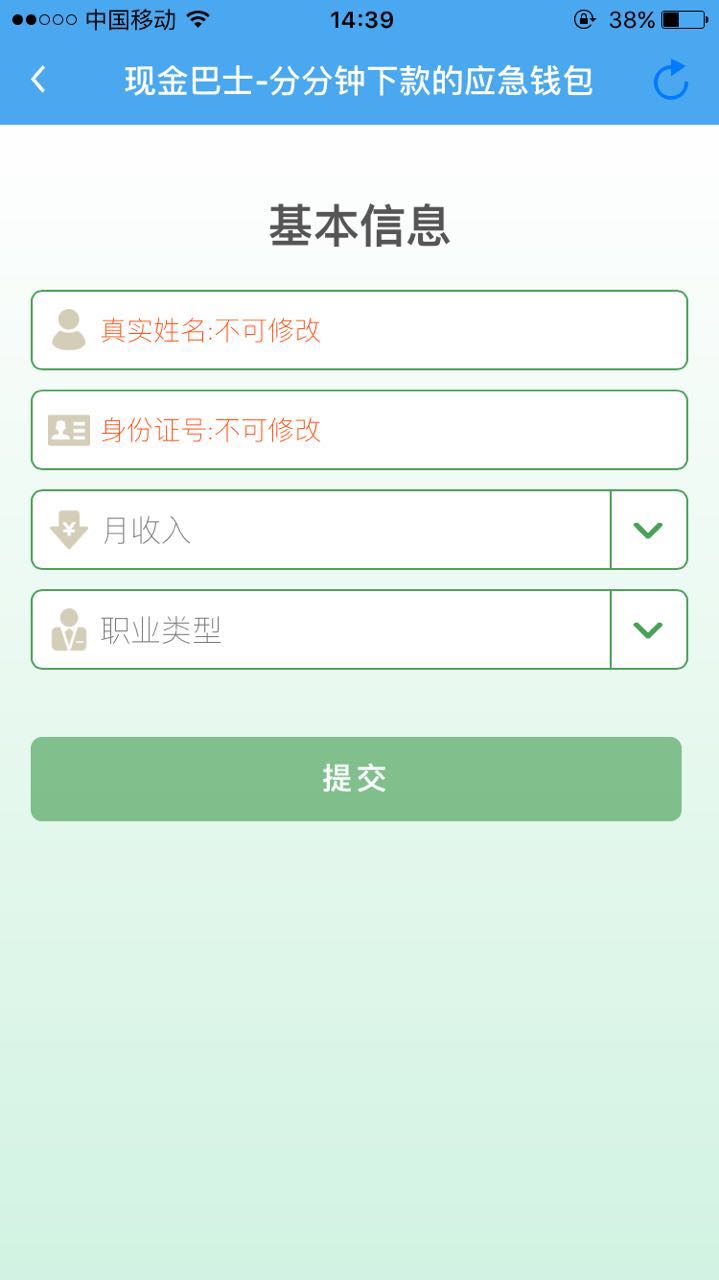 中国移动 14:39 38%
现金巴士-分分钟下款的应急钱包
基本信息
真实姓名:不可修改
身份证号:不可修改
月收入
职业类型
提交